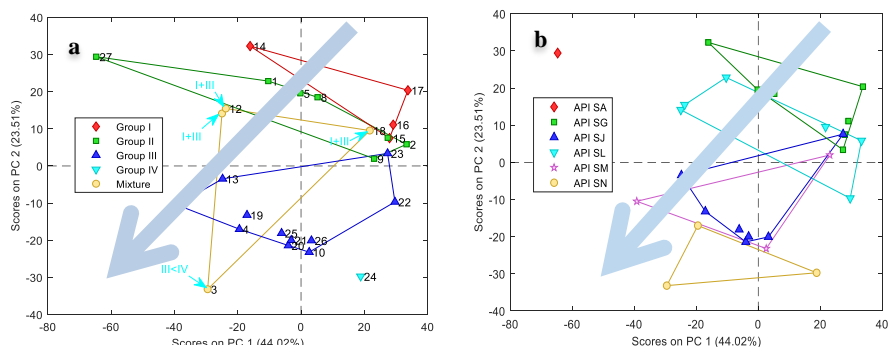 a
40
30
20
10
0
-10
-20
-30
-40
-80
-60
-40
-20
0
20
40
Scores on PC 2 (23.51%)
Scores on PC 1 (44.02%)
Group I
Group II
Group III
Group IV
Mixture
27
14
1
5
8
17
I+III
12
I+III
I+III
18
16
15
2
9
23
13
22
19
4
25
21
20
26
10
24
III<IV
3
b
40
30
20
10
0
-10
-20
-30
-40
-80
-60
-40
-20
0
20
40
Scores on PC 2 (23.51%)
Scores on PC 1 (44.02%)
API SA
API SG
API SJ
API SL
API SM
API SN